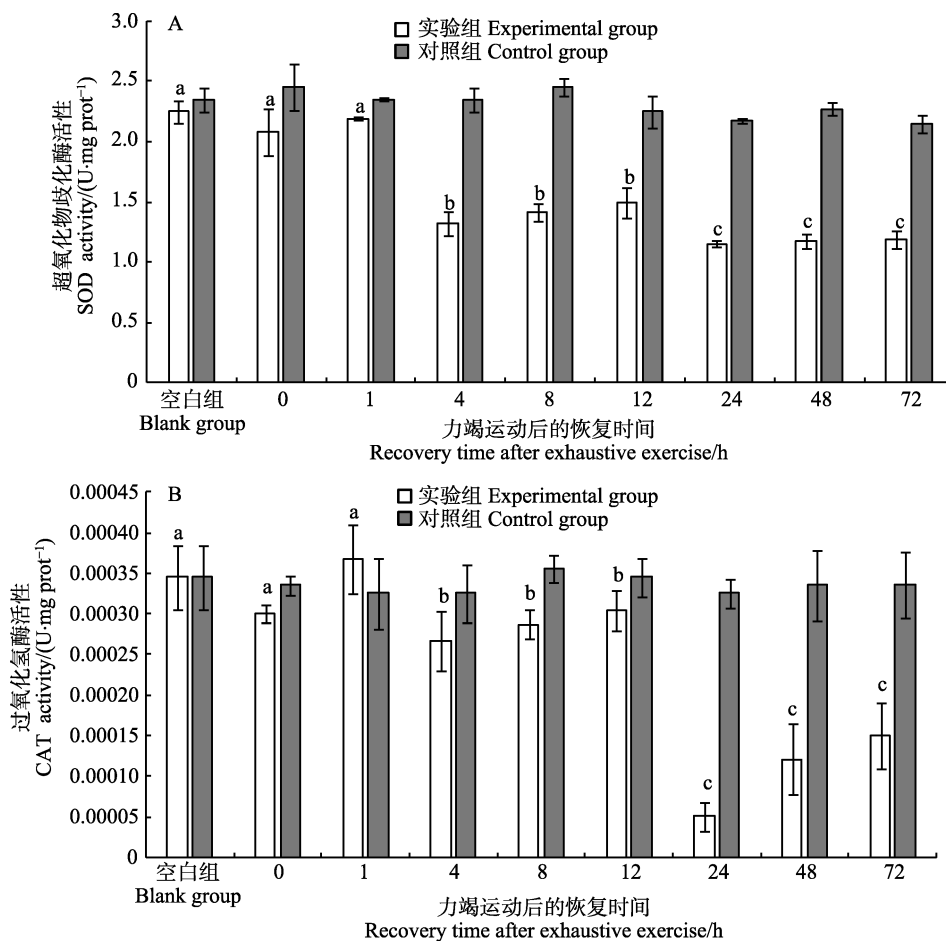 A
实验组 Experimental group
对照组 Control group
超氧化物歧化酶活性
SOD activity/(U·mg prot⁻¹)
3.0
2.5
2.0
1.5
1.0
0.5
0
a
a
a
b
b
b
c
c
c
空白组
Blank group
0
1
4
8
12
24
48
72
力竭运动后的恢复时间
Recovery time after exhaustive exercise/h
B
实验组 Experimental group
对照组 Control group
过氧化氢酶活性
CAT activity/(U·mg prot⁻¹)
0.00045
0.00040
0.00035
0.00030
0.00025
0.00020
0.00015
0.00010
0.00005
0
a
a
a
b
b
b
c
c
c
空白组
Blank group
0
1
4
8
12
24
48
72
力竭运动后的恢复时间
Recovery time after exhaustive exercise/h